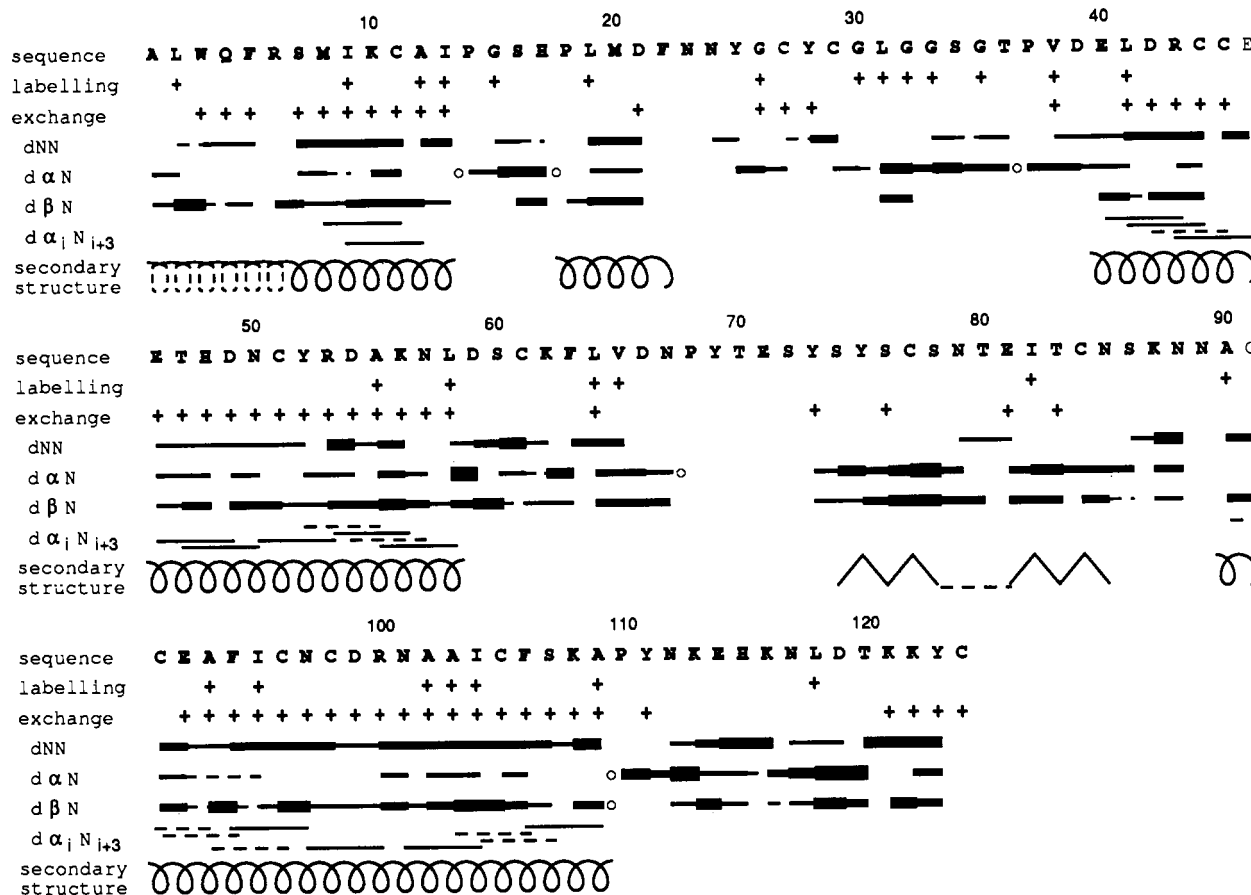 10 20 30 40
sequence A L W Q F R S M I K C A I P G S H P L M D F N N Y G C Y C G L G G S G T P V D E L D R C C E
labelling + + + + + + + + + + + + + +
exchange + + + + + + + + + + + + + + + + + + + +
dNN
dαN
dβN
dαiNi+3
secondary
structure
50 60 70 80 90
sequence E T H D N C Y R D A K N L D S C K F L V D N P Y T E S Y S Y S C S N T E I T C N S K N N A C
labelling + + + + + +
exchange + + + + + + + + + + + + + + + + + +
dNN
dαN
dβN
dαiNi+3
secondary
structure
100 110 120
sequence C E A F I C N C D R N A A I C F S K A P Y N K E H K N L D T K K Y C
labelling + + + + + + +
exchange + + + + + + + + + + + + + + + + + + + + + + +
dNN
dαN
dβN
dαiNi+3
secondary
structure